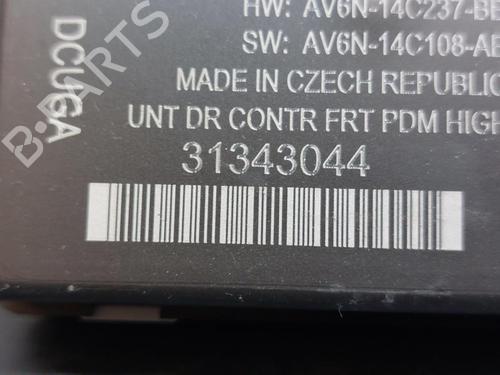 HW: AV6N-14C237-BE
SW: AV6N-14C108-AE
MADE IN CZECH REPUBLIC
UNT DR CONTR FRT PDM HIGH
31343044
DCUGA
B-PARTS